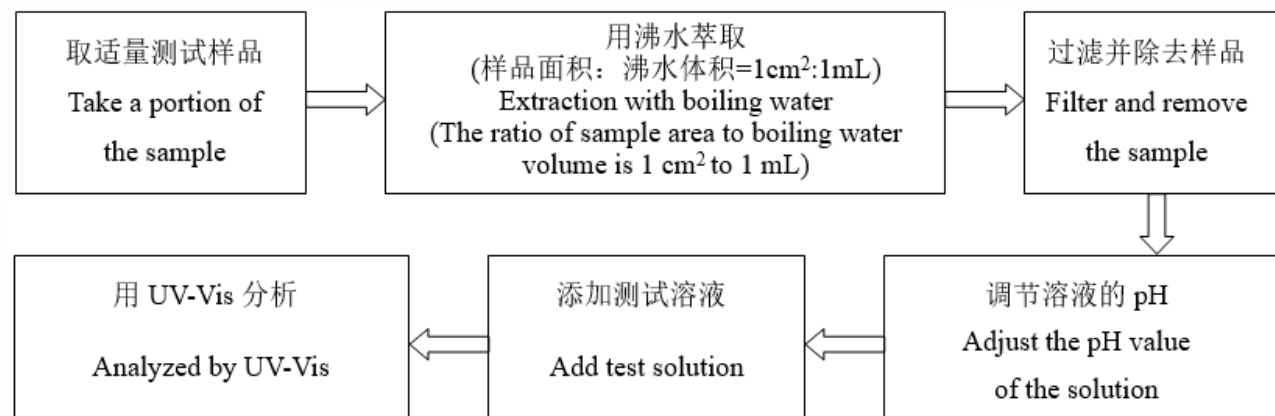 取适量测试样品
Take a portion of
the sample
用沸水萃取
(样品面积：沸水体积=1cm²:1mL)
Extraction with boiling water
(The ratio of sample area to boiling water
volume is 1 cm² to 1 mL)
过滤并除去样品
Filter and remove
the sample
调节溶液的 pH
Adjust the pH value
of the solution
添加测试溶液
Add test solution
用 UV-Vis 分析
Analyzed by UV-Vis